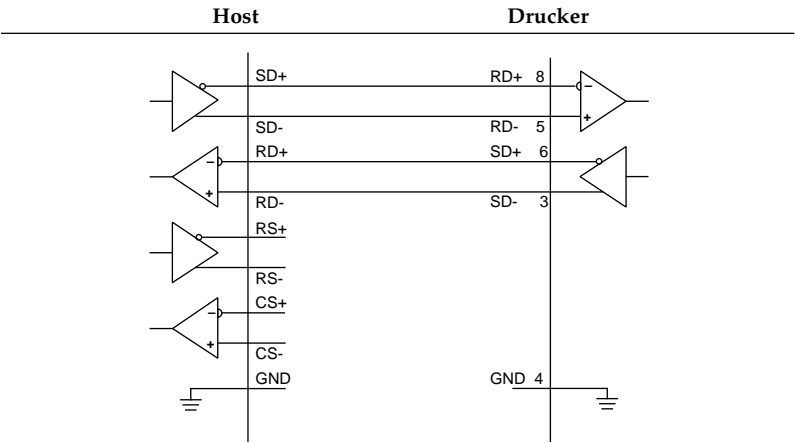 Host Drucker
SD+ RD+ 8
− +
SD- RD- 5
RD+ SD+ 6
− +
RD- SD- 3
RS+
RS-
CS+
− +
CS-
GND GND 4